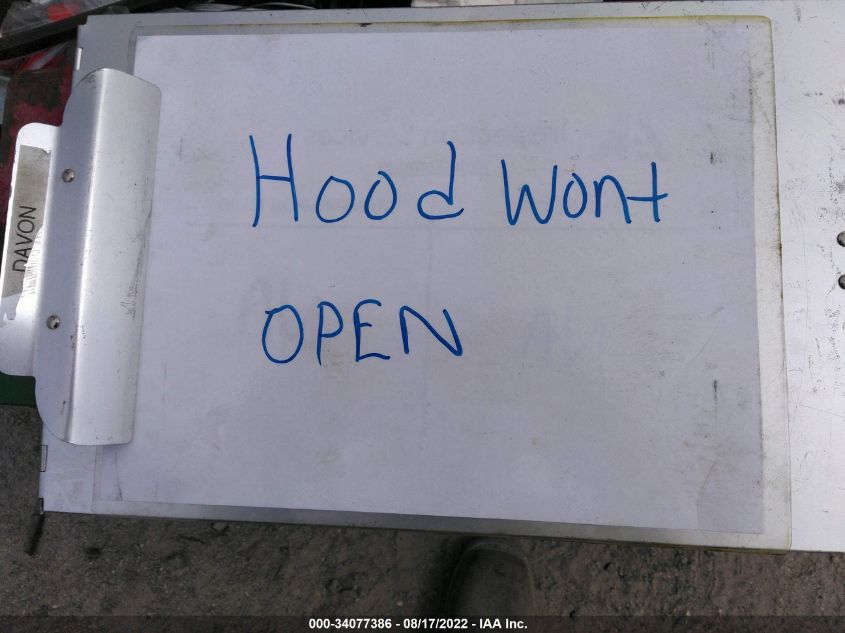 Hood Wont
OPEN
DAVON
000-34077386 - 08/17/2022 - IAA Inc.